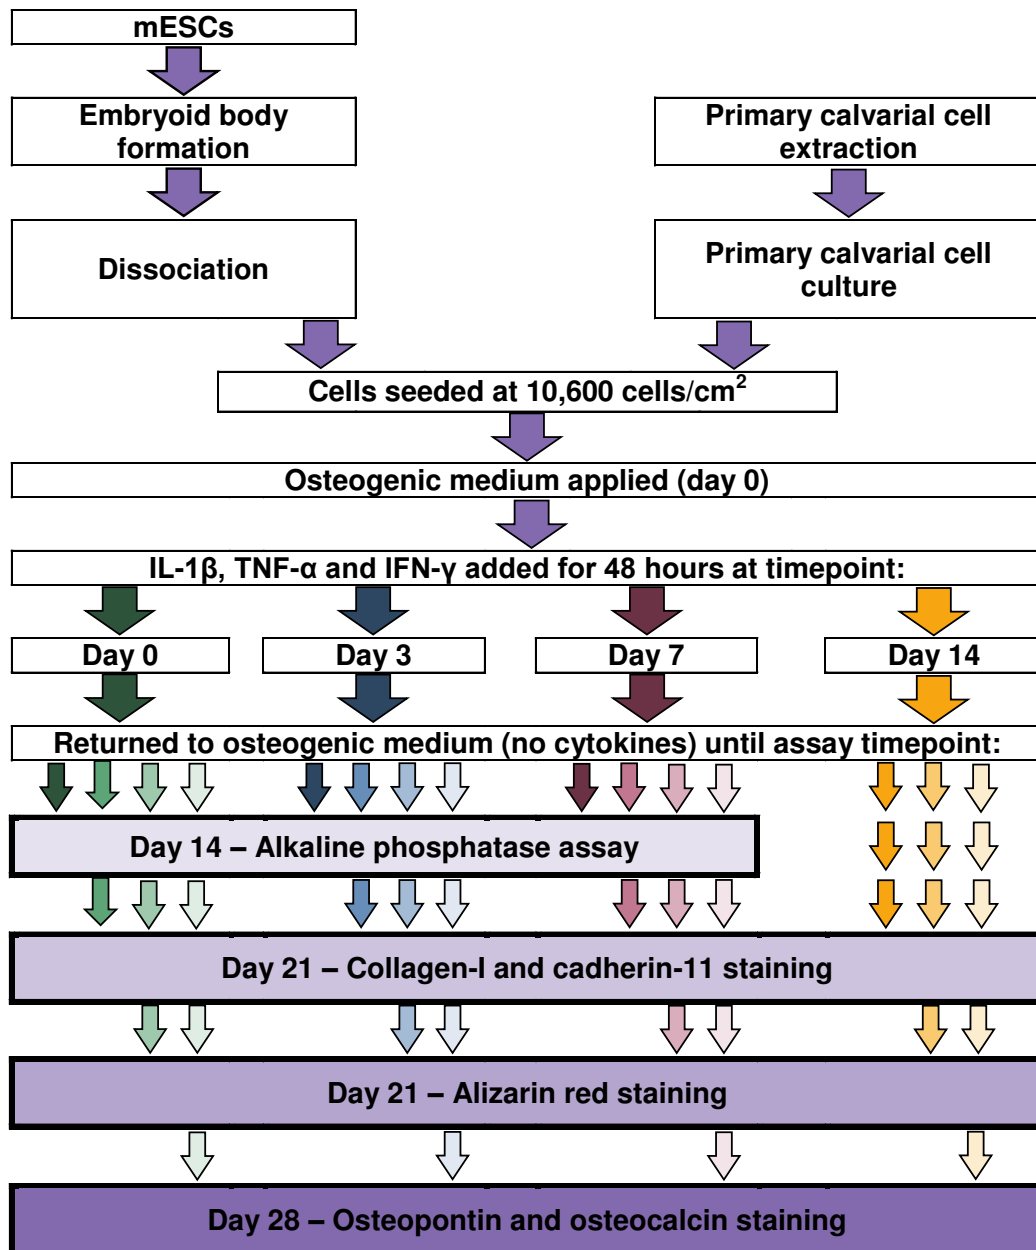 mESCs
Embryoid body
formation
Primary calvarial cell
extraction
Dissociation
Primary calvarial cell
culture
Cells seeded at 10,600 cells/cm²
Osteogenic medium applied (day 0)
IL-1β, TNF-α and IFN-γ added for 48 hours at timepoint:
Day 0
Day 3
Day 7
Day 14
Returned to osteogenic medium (no cytokines) until assay timepoint:
Day 14 – Alkaline phosphatase assay
Day 21 – Collagen-I and cadherin-11 staining
Day 21 – Alizarin red staining
Day 28 – Osteopontin and osteocalcin staining